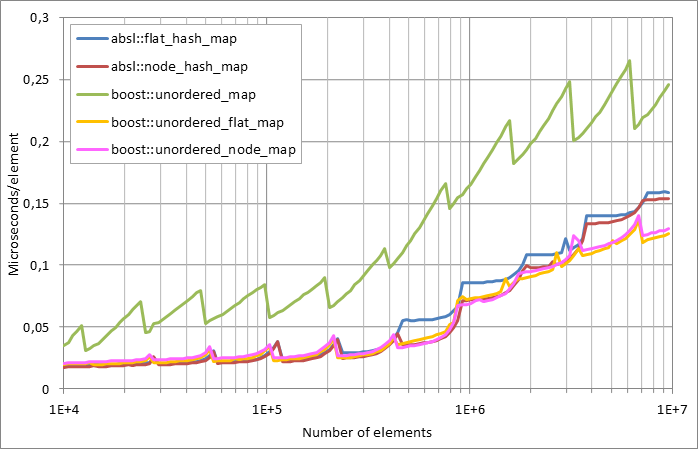 0,3
absl::flat_hash_map
absl::node_hash_map
boost::unordered_map
boost::unordered_flat_map
boost::unordered_node_map
0,25
0,2
0,15
0,1
0,05
0
Microseconds/element
1E+4
1E+5
1E+6
1E+7
Number of elements